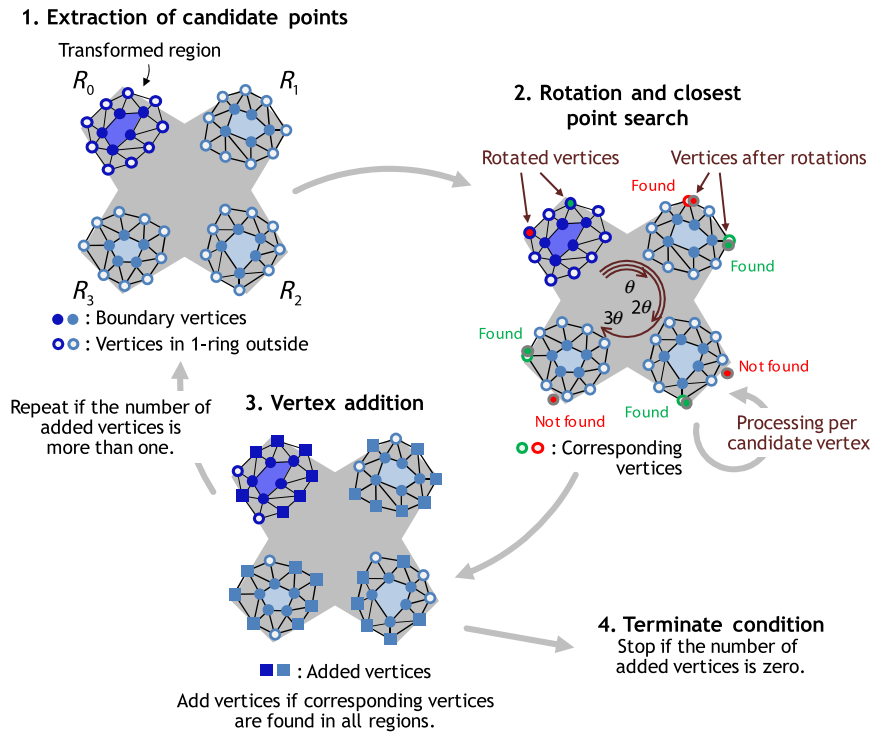 1. Extraction of candidate points
Transformed region
R0
R1
R3
R2
: Boundary vertices
: Vertices in 1-ring outside
2. Rotation and closest
point search
Rotated vertices
Vertices after rotations
Found
Found
θ
2θ
3θ
Found
Not found
Not found
Found
Processing per
candidate vertex
: Corresponding
vertices
Repeat if the number of
added vertices is
more than one.
3. Vertex addition
: Added vertices
Add vertices if corresponding vertices
are found in all regions.
4. Terminate condition
Stop if the number of
added vertices is zero.